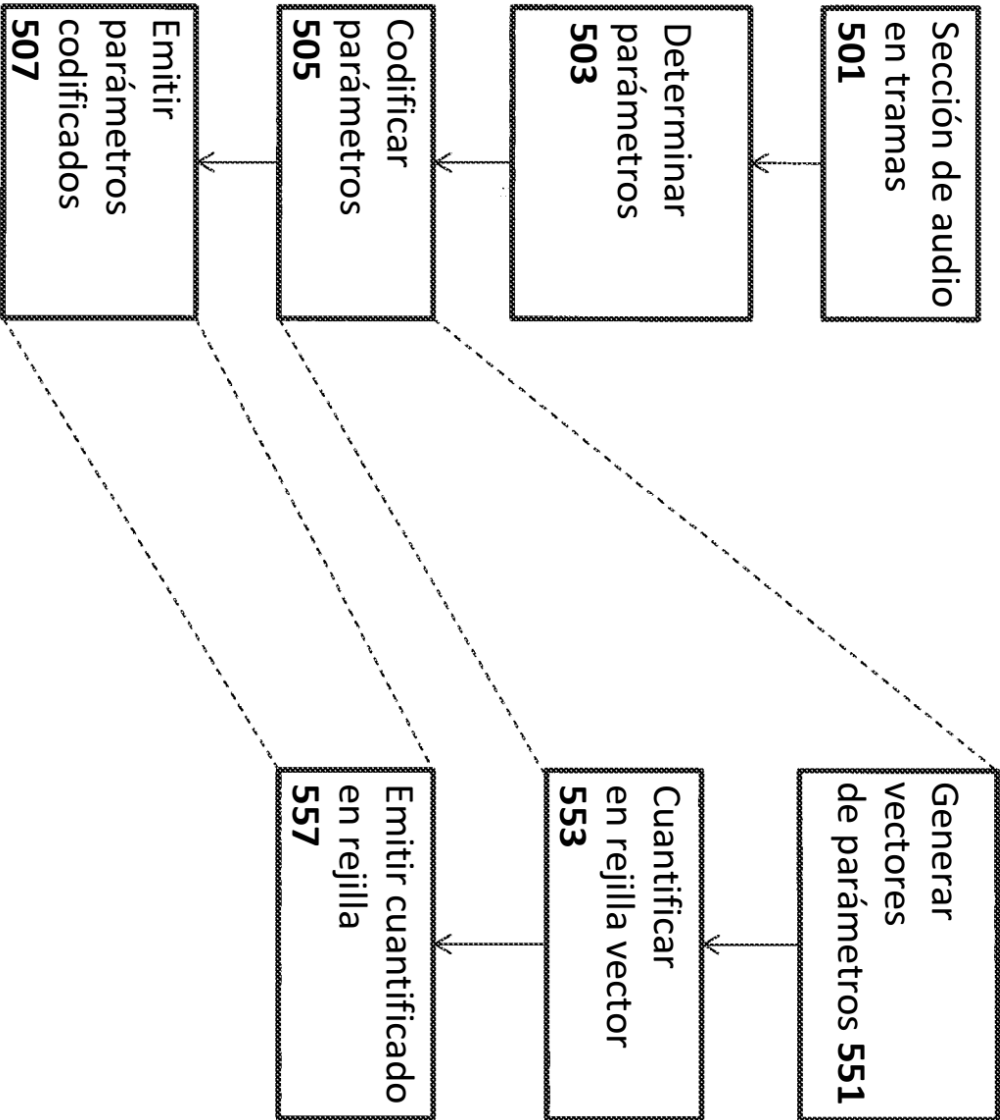 Sección de audio
en tramas
501
Determinar
parámetros
503
Codificar
parámetros
505
Emitir
parámetros
codificados
507
Generar
vectores
de parámetros 551
Cuantificar
en rejilla vector
553
Emitir cuantificado
en rejilla
557